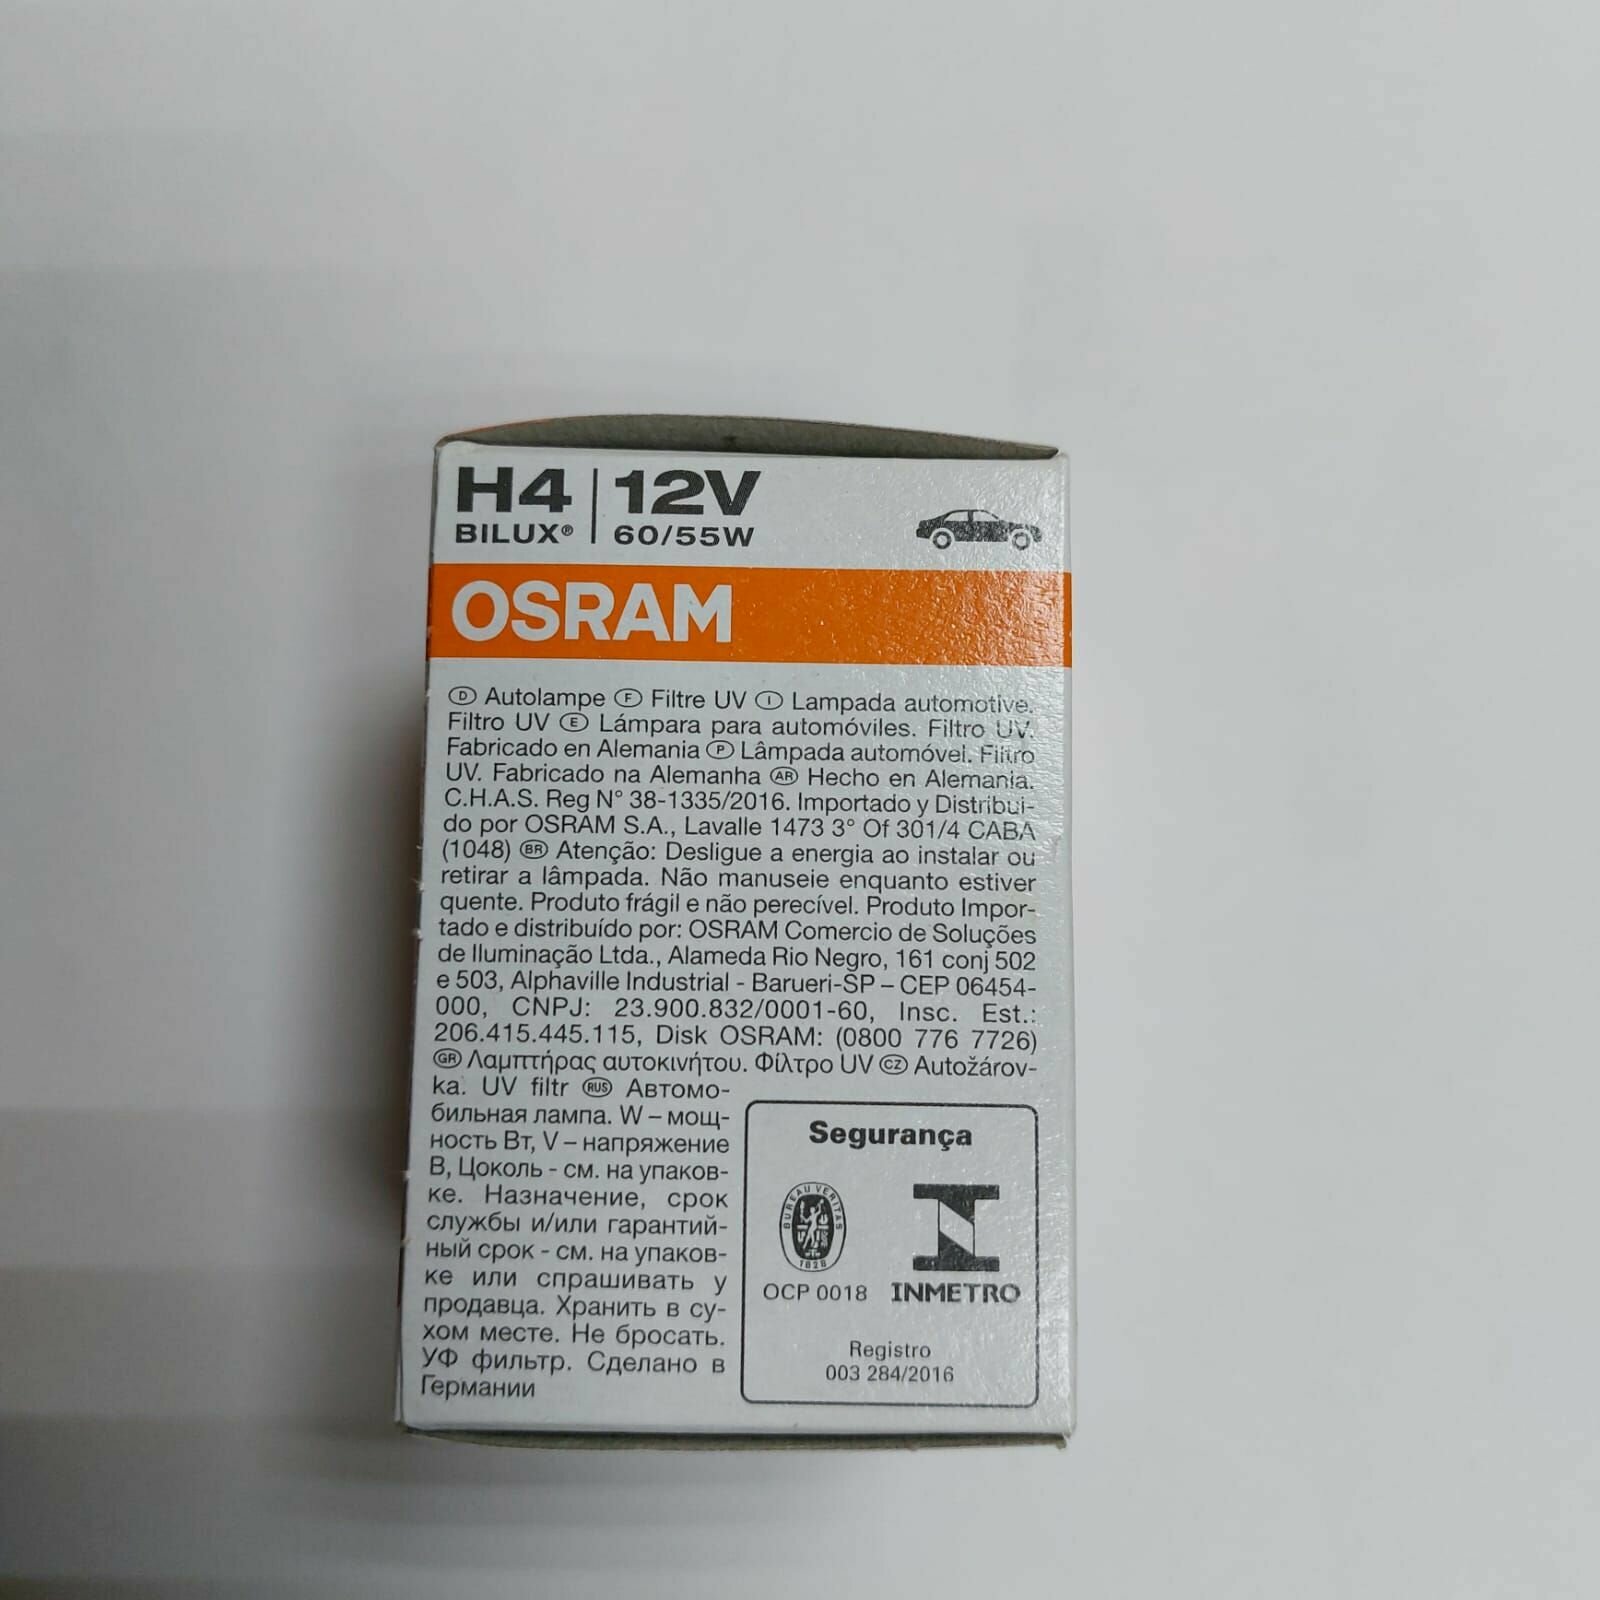 H4 | 12V
BILUX® | 60/55W
OSRAM
D Autolampe F Filtre UV I Lampada automotive.
Filtro UV E Lámpara para automóviles. Filtro UV.
Fabricado en Alemania P Lâmpada automóvel. Filtro
UV. Fabricado na Alemanha AR Hecho en Alemania.
C.H.A.S. Reg N° 38-1335/2016. Importado y Distribui-
do por OSRAM S.A., Lavalle 1473 3° Of 301/4 CABA
(1048) BR Atenção: Desligue a energia ao instalar ou
retirar a lâmpada. Não manuseie enquanto estiver
quente. Produto frágil e não perecível. Produto Impor-
tado e distribuído por: OSRAM Comercio de Soluções
de Iluminação Ltda., Alameda Rio Negro, 161 conj 502
e 503, Alphaville Industrial - Barueri-SP – CEP 06454-
000, CNPJ: 23.900.832/0001-60, Insc. Est.:
206.415.445.115, Disk OSRAM: (0800 776 7726)
GR Λαμπτήρας αυτοκινήτου. Φίλτρο UV CZ Autožárov-
ka. UV filtr RUS Автомо-
бильная лампа. W – мощ-
ность Вт, V – напряжение
В, Цоколь - см. на упаков-
ке. Назначение, срок
службы и/или гарантий-
ный срок - см. на упаков-
ке или спрашивать у
продавца. Хранить в су-
хом месте. Не бросать.
УФ фильтр. Сделано в
Германии
Segurança
BUREAU VERITAS
1828
OCP 0018 INMETRO
Registro
003 284/2016